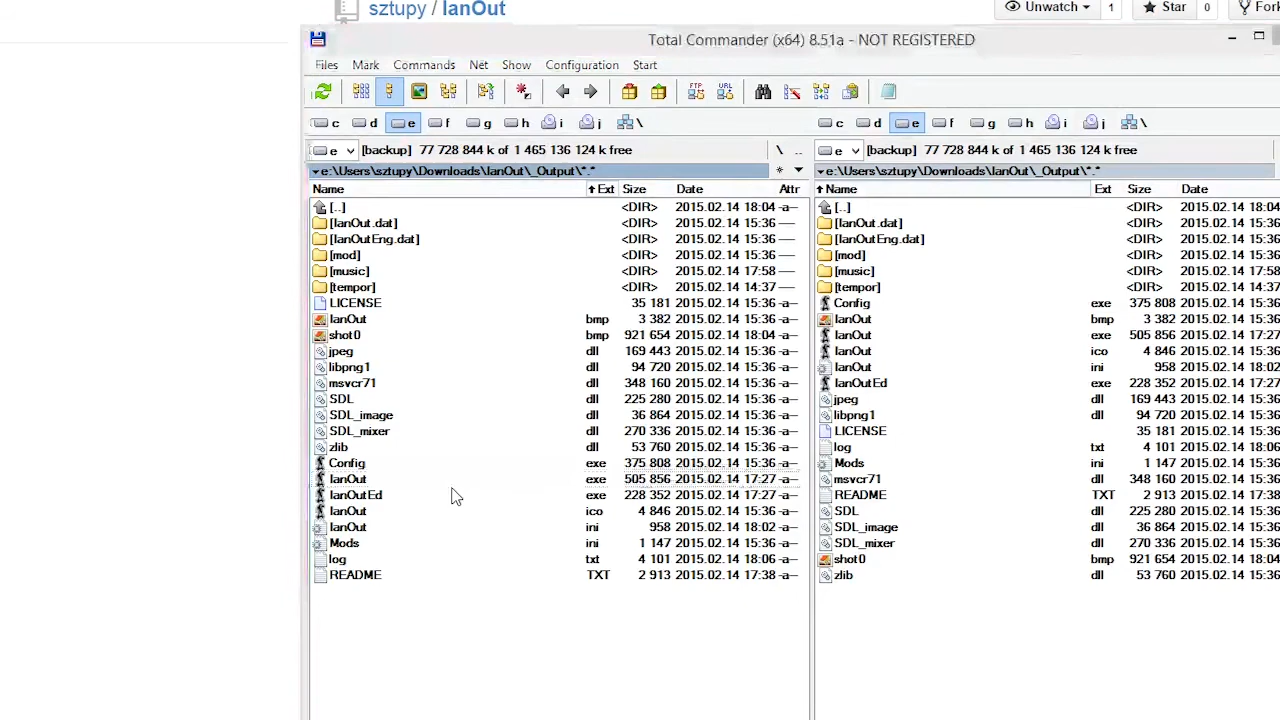 sztupy / IanOut
Unwatch 1 Star 0 Fork
Total Commander (x64) 8.51a - NOT REGISTERED
Files Mark Commands Net Show Configuration Start
FTP URL
c d e f g h i j \ c d e f g h i j \
e [backup] 77 728 844 k of 1 465 136 124 k free \ .. e [backup] 77 728 844 k of 1 465 136 124 k free
e:\Users\sztupy\Downloads\IanOut\_Output\*.* * e:\Users\sztupy\Downloads\IanOut\_Output\*.*
Name Ext Size Date Attr Name Ext Size Date
[..] <DIR> 2015.02.14 18:04 -a-- [..] <DIR> 2015.02.14 18:04
[IanOut.dat] <DIR> 2015.02.14 15:36 ---- [IanOut.dat] <DIR> 2015.02.14 15:36
[IanOutEng.dat] <DIR> 2015.02.14 15:36 ---- [IanOutEng.dat] <DIR> 2015.02.14 15:36
[mod] <DIR> 2015.02.14 15:36 ---- [mod] <DIR> 2015.02.14 15:36
[music] <DIR> 2015.02.14 17:58 ---- [music] <DIR> 2015.02.14 17:58
[tempor] <DIR> 2015.02.14 14:37 ---- [tempor] <DIR> 2015.02.14 14:37
LICENSE 35 181 2015.02.14 15:36 -a-- Config exe 375 808 2015.02.14 15:36
IanOut bmp 3 382 2015.02.14 15:36 -a-- IanOut bmp 3 382 2015.02.14 15:36
shot0 bmp 921 654 2015.02.14 18:04 -a-- IanOut exe 505 856 2015.02.14 17:27
jpeg dll 169 443 2015.02.14 15:36 -a-- IanOut ico 4 846 2015.02.14 15:36
libpng1 dll 94 720 2015.02.14 15:36 -a-- IanOut ini 958 2015.02.14 18:02
msvcr71 dll 348 160 2015.02.14 15:36 -a-- IanOutEd exe 228 352 2015.02.14 17:27
SDL dll 225 280 2015.02.14 15:36 -a-- jpeg dll 169 443 2015.02.14 15:36
SDL_image dll 36 864 2015.02.14 15:36 -a-- libpng1 dll 94 720 2015.02.14 15:36
SDL_mixer dll 270 336 2015.02.14 15:36 -a-- LICENSE 35 181 2015.02.14 15:36
zlib dll 53 760 2015.02.14 15:36 -a-- log txt 4 101 2015.02.14 18:06
Config exe 375 808 2015.02.14 15:36 -a-- Mods ini 1 147 2015.02.14 15:36
IanOut exe 505 856 2015.02.14 17:27 -a-- msvcr71 dll 348 160 2015.02.14 15:36
IanOutEd exe 228 352 2015.02.14 17:27 -a-- README TXT 2 913 2015.02.14 17:38
IanOut ico 4 846 2015.02.14 15:36 -a-- SDL dll 225 280 2015.02.14 15:36
IanOut ini 958 2015.02.14 18:02 -a-- SDL_image dll 36 864 2015.02.14 15:36
Mods ini 1 147 2015.02.14 15:36 -a-- SDL_mixer dll 270 336 2015.02.14 15:36
log txt 4 101 2015.02.14 18:06 -a-- shot0 bmp 921 654 2015.02.14 18:04
README TXT 2 913 2015.02.14 17:38 -a-- zlib dll 53 760 2015.02.14 15:36